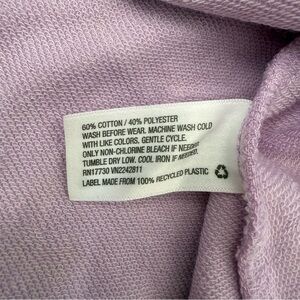 60% COTTON / 40% POLYESTER
WASH BEFORE WEAR. MACHINE WASH COLD
WITH LIKE COLORS. GENTLE CYCLE.
ONLY NON-CHLORINE BLEACH IF NEEDED.
TUMBLE DRY LOW. COOL IRON IF NEEDED.
RN17730 VN2242811
LABEL MADE FROM 100% RECYCLED PLASTIC